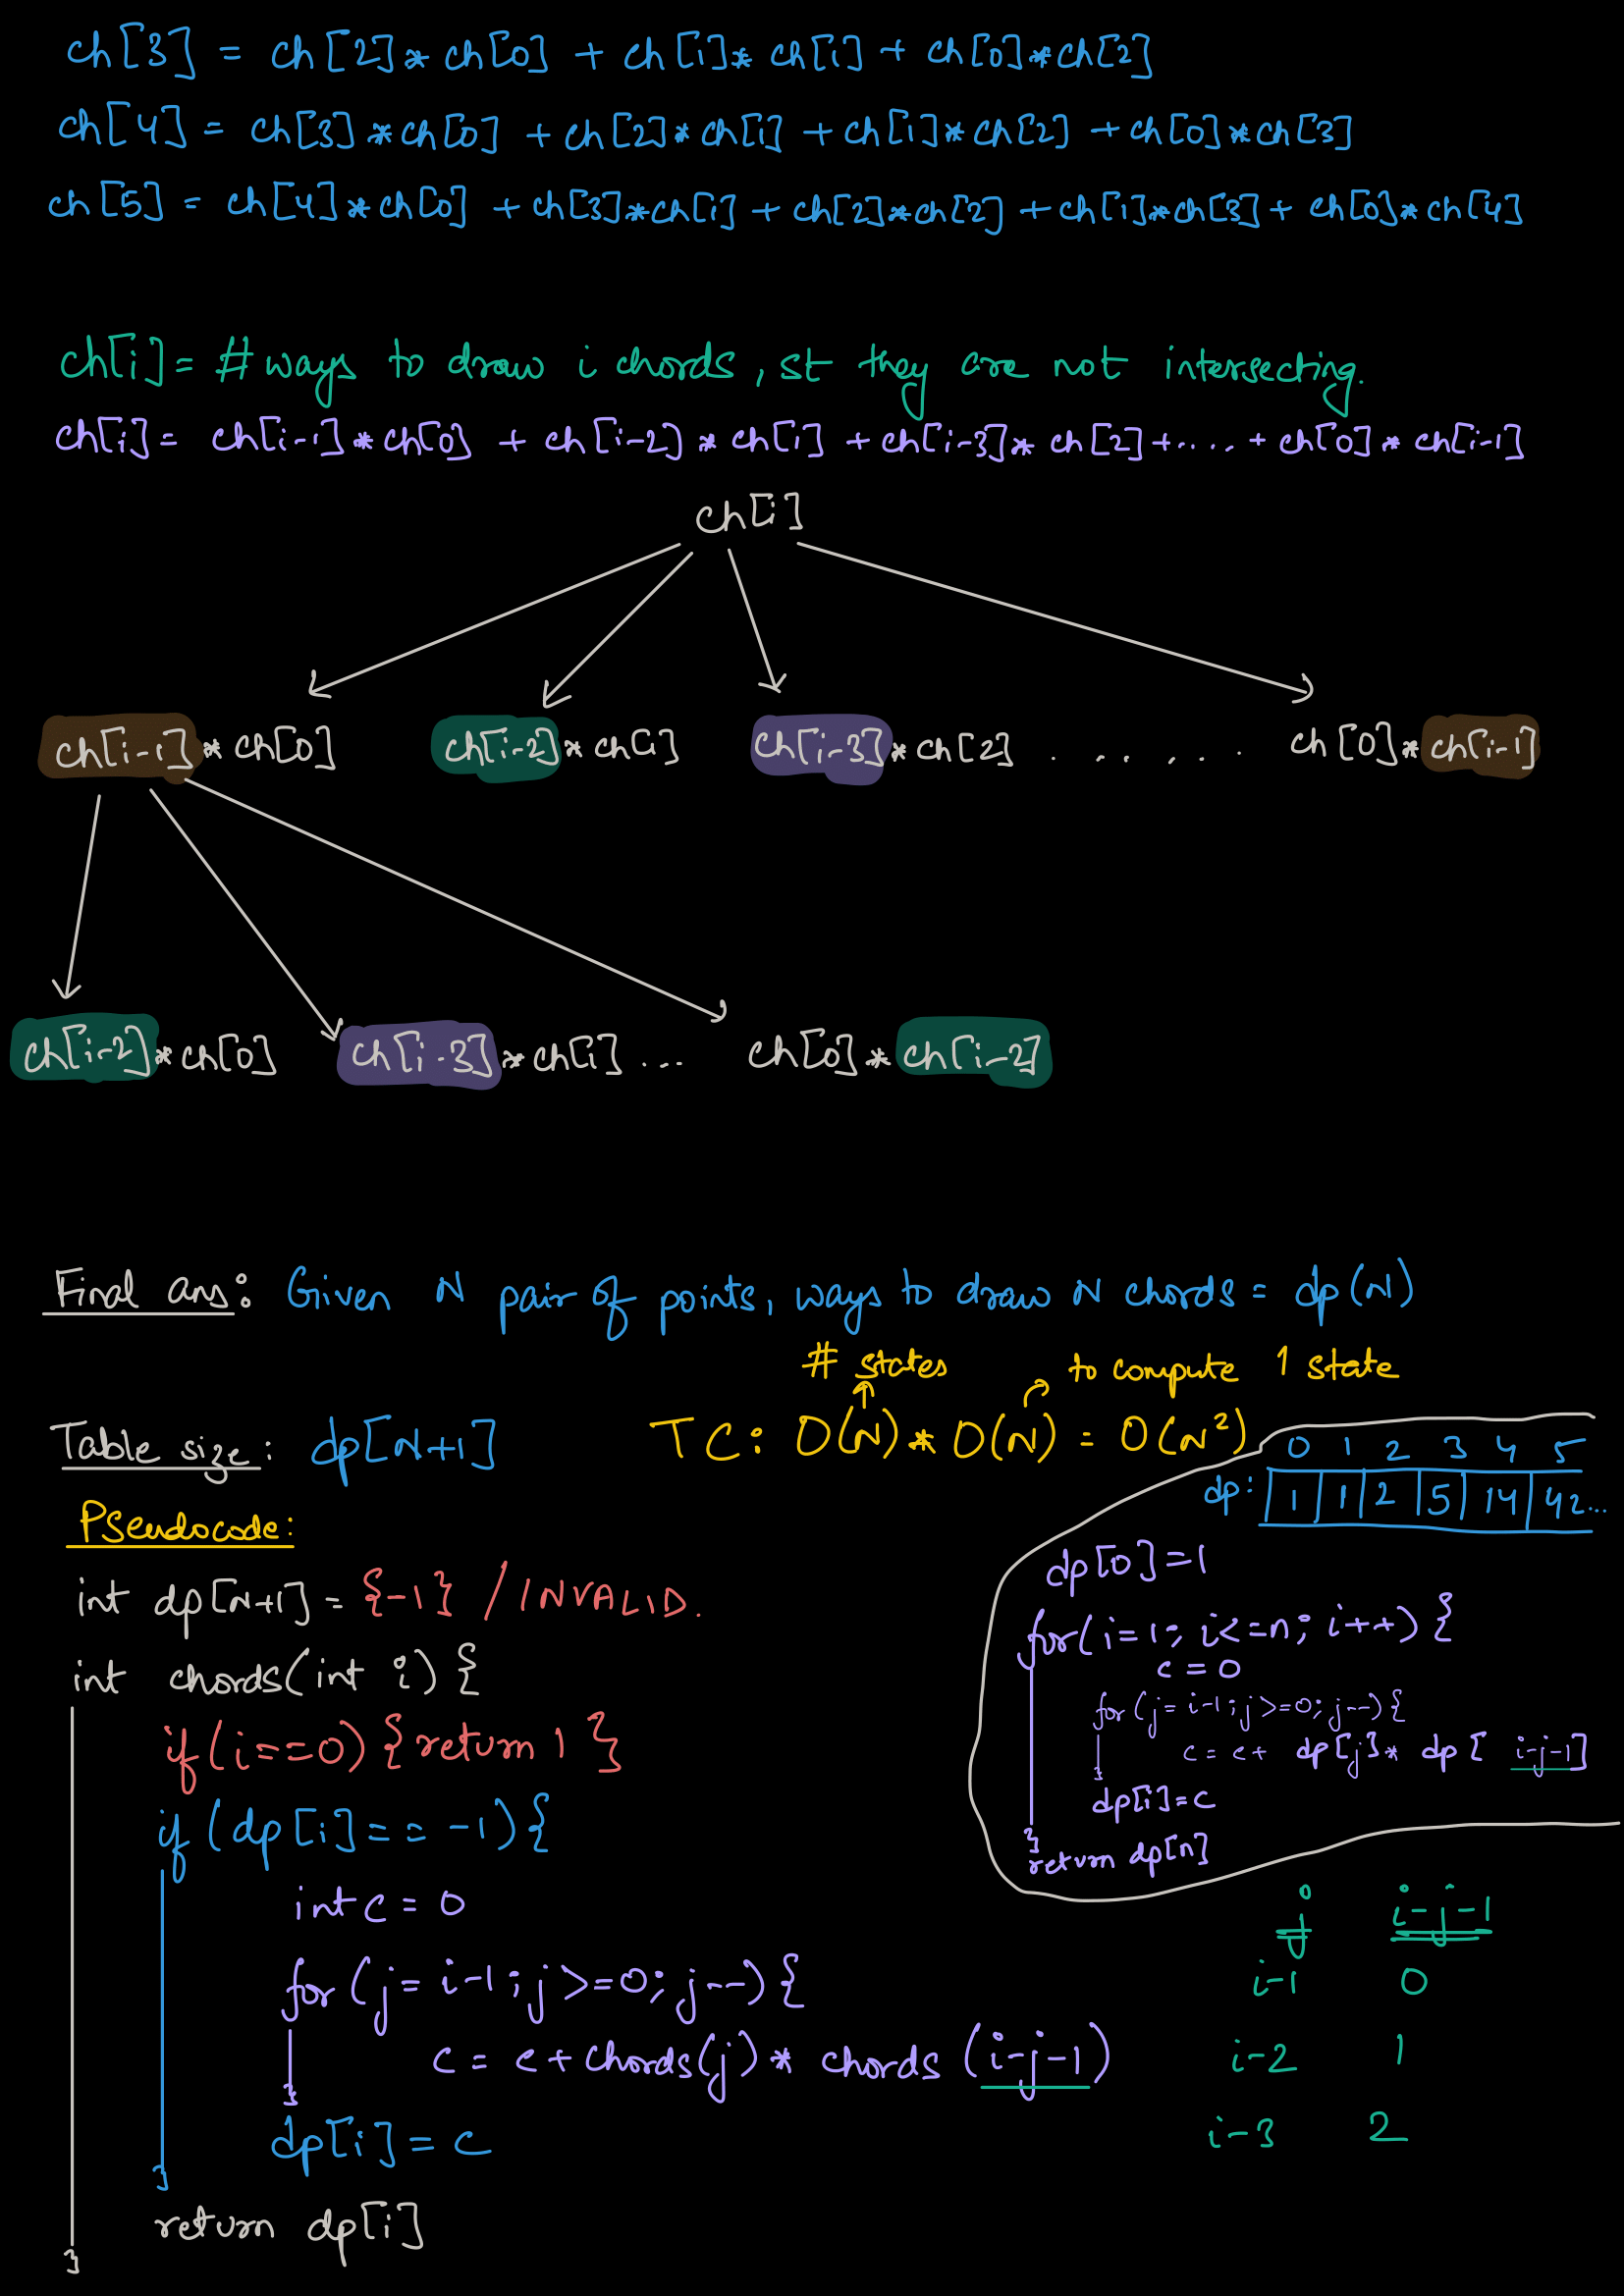 ch[3] = ch[2]* ch[0] + ch[1]* ch[1] + ch[0]*ch[2]
ch[4] = ch[3]*ch[0] + ch[2]*ch[1] + ch[1]*ch[2] + ch[0]*ch[3]
ch[5] = ch[4]*ch[0] + ch[3]*ch[1] + ch[2]*ch[2] + ch[1]*ch[3] + ch[0]*ch[4]
ch[i] = # ways to draw i chords, st they are not intersecting.
ch[i] = ch[i-1]*ch[0] + ch[i-2] * ch[1] + ch[i-3]* ch[2] + .... + ch[0]* ch[i-1]
ch[i]
ch[i-1]* ch[0] ch[i-2]* ch[1] ch[i-3]*ch[2] . . . . . . ch[0]* ch[i-1]
ch[i-2]*ch[0] ch[i-3]*ch[1] ... ch[0]* ch[i-2]
Final ans: Given N pair of points, ways to draw N chords = dp(N)
# states to compute 1 state
Table size: dp[N+1] TC: O(N)* O(N) = O(N²)
0 1 2 3 4 5
dp: 1 1 2 5 14 42...
Pseudocode:
int dp[N+1] = {-1} / INVALID.
int chords(int i) {
if(i==0) {return 1 }
if (dp[i]== -1) {
int c = 0
for (j= i-1; j>=0; j--) {
c = c + chords(j) * chords (i-j-1)
}
dp[i] = c
}
return dp[i]
}
dp[0]=1
for(i=1; i<=n; i++) {
c = 0
for (j= i-1; j>=0; j--) {
c = c + dp[j]* dp[ i-j-1]
}
dp[i]=c
}
return dp[n]
j i-j-1
i-1 0
i-2 1
i-3 2